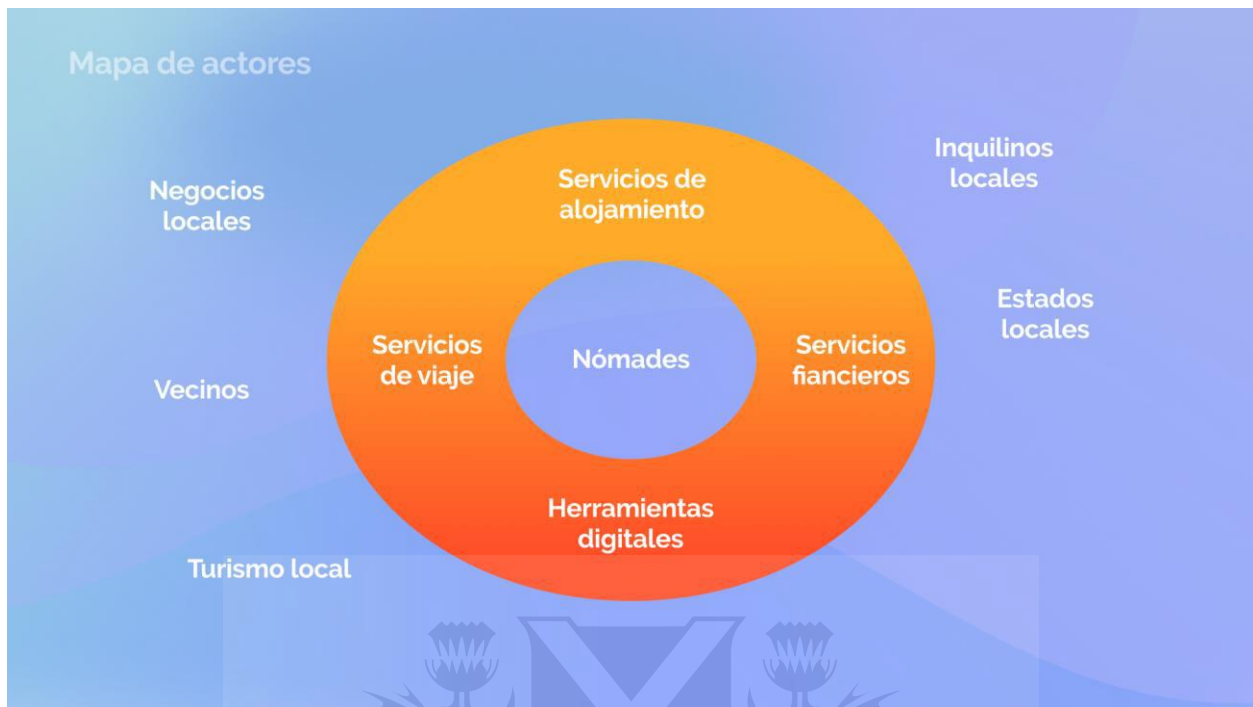 Mapa de actores
Negocios
locales
Servicios de
alojamiento
Inquilinos
locales
Servicios
de viaje
Nómades
Servicios
fiancieros
Estados
locales
Vecinos
Herramientas
digitales
Turismo local